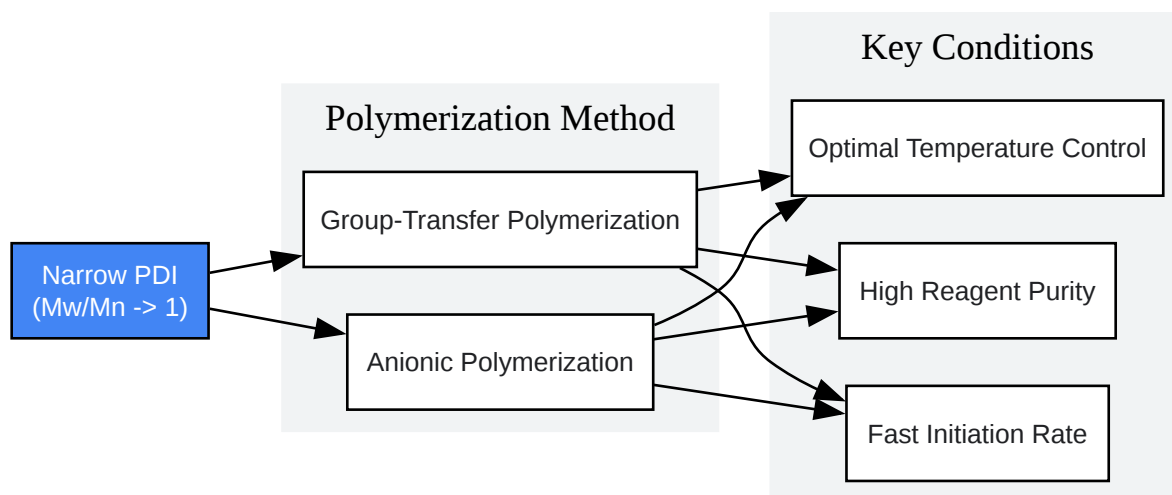 Key Conditions
Polymerization Method
Optimal Temperature Control
Group-Transfer Polymerization
Narrow PDI
(Mw/Mn -> 1)
High Reagent Purity
Anionic Polymerization
Fast Initiation Rate